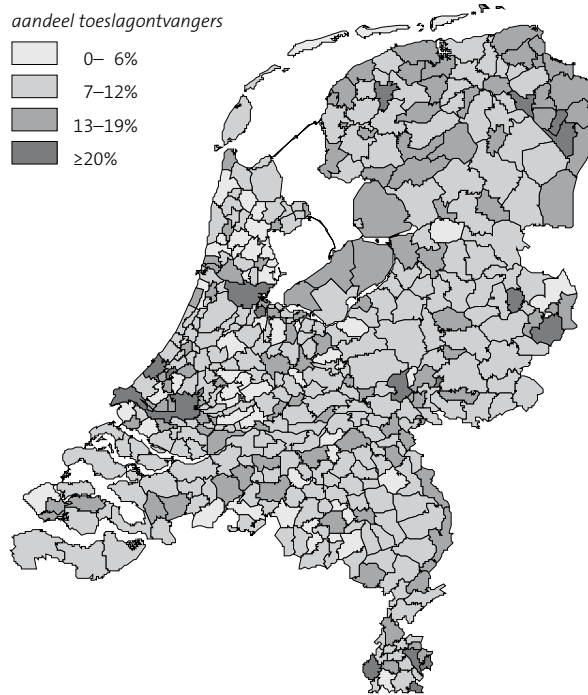 aandeel toeslagontvangers
0– 6%
7–12%
13–19%
≥20%